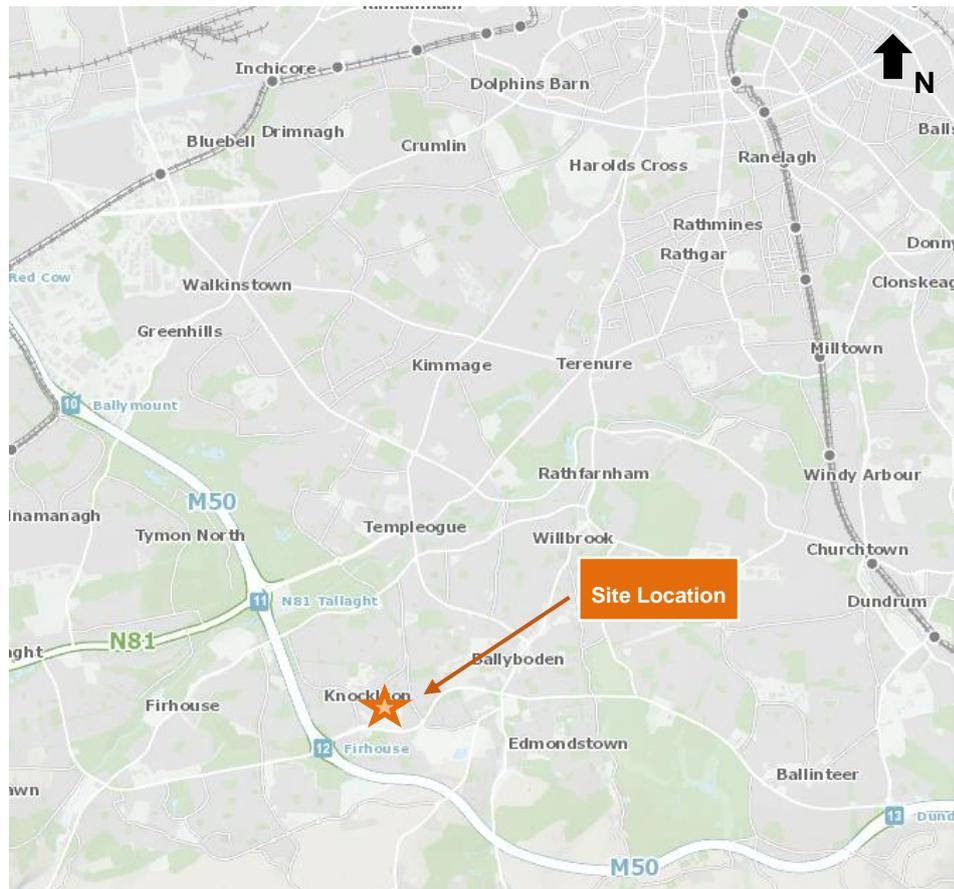 Inchicore
Dolphins Barn
N
Bluebell
Drimnagh
Crumlin
Harolds Cross
Ranelagh
Rathmines
Rathgar
Red Cow
Walkinstown
Clonskeag
Greenhills
Kimmage
Terenure
Milltown
10 Ballymount
Rathfarnham
Windy Arbour
M50
Tymon North
Templeogue
Willbrook
Churchtown
11 N81 Tallaght
Site Location
Dundrum
N81
Ballyboden
Firhouse
12 Firhouse
Edmondstown
Ballinteer
13
M50